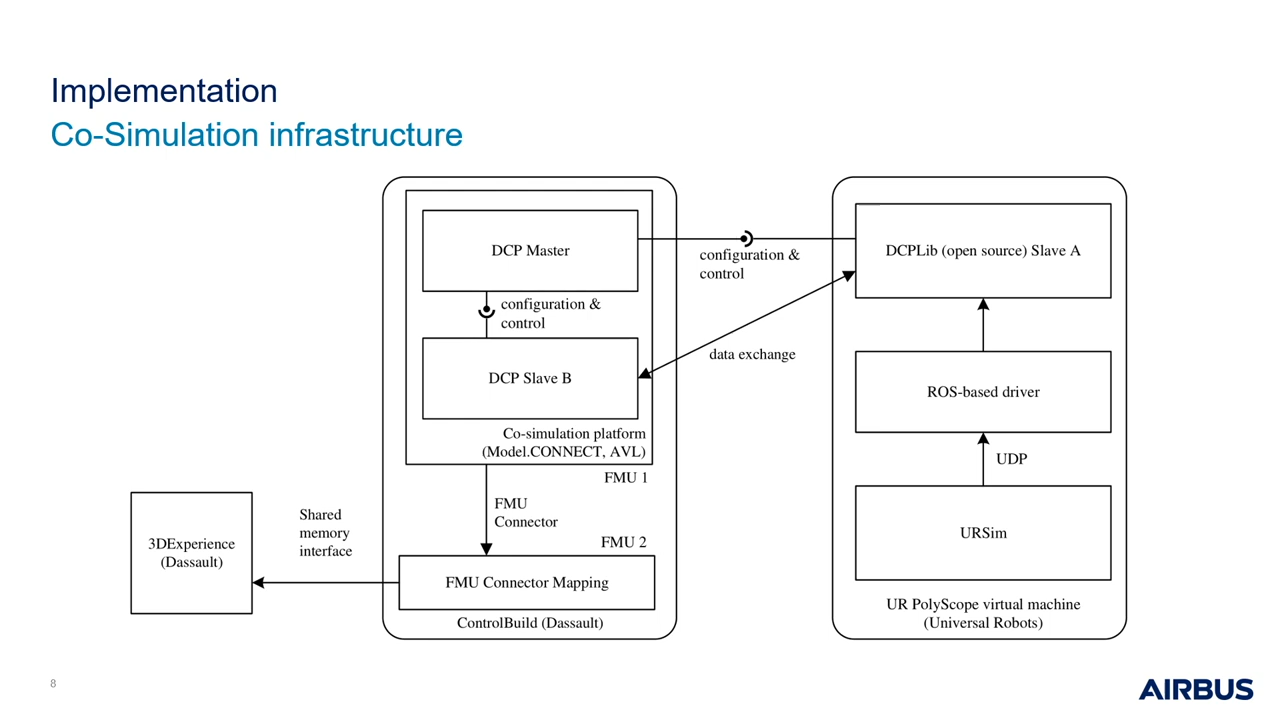 Implementation
Co-Simulation infrastructure
DCP Master
configuration &
control
DCPLib (open source) Slave A
configuration &
control
DCP Slave B
data exchange
ROS-based driver
Co-simulation platform
(Model.CONNECT, AVL)
FMU 1
UDP
FMU
Connector
Shared
memory
interface
3DExperience
(Dassault)
FMU 2
URSim
FMU Connector Mapping
ControlBuild (Dassault)
UR PolyScope virtual machine
(Universal Robots)
8
AIRBUS